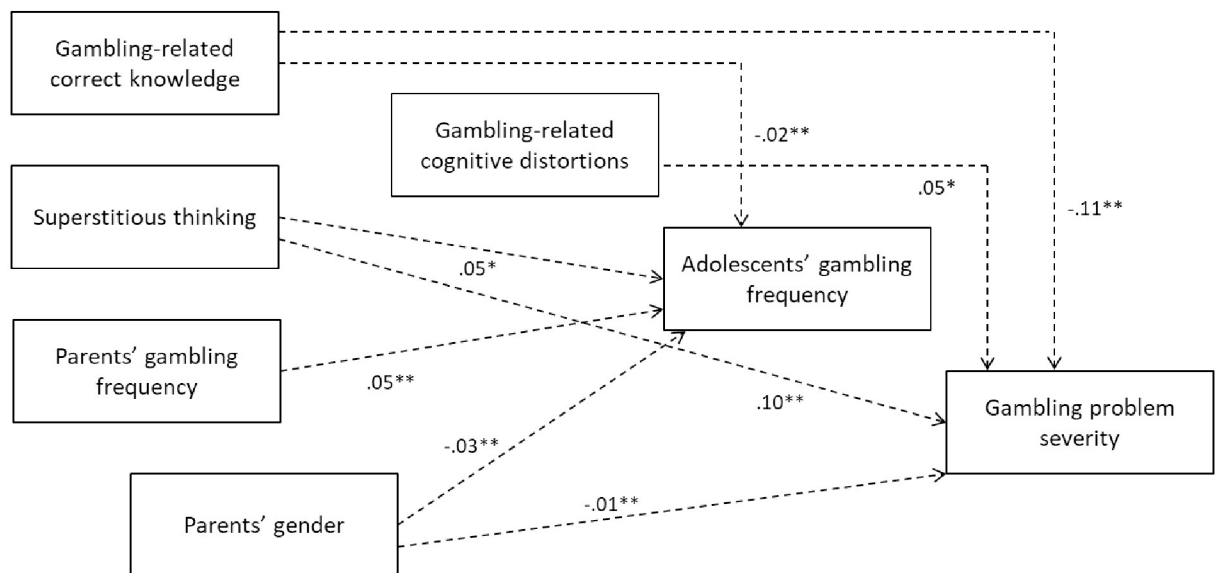 Gambling-related
correct knowledge
Gambling-related
cognitive distortions
-.02**
.05*
-.11**
Superstitious thinking
.05*
Adolescents’ gambling
frequency
Parents’ gambling
frequency
.05**
.10**
Gambling problem
severity
-.03**
-.01**
Parents’ gender